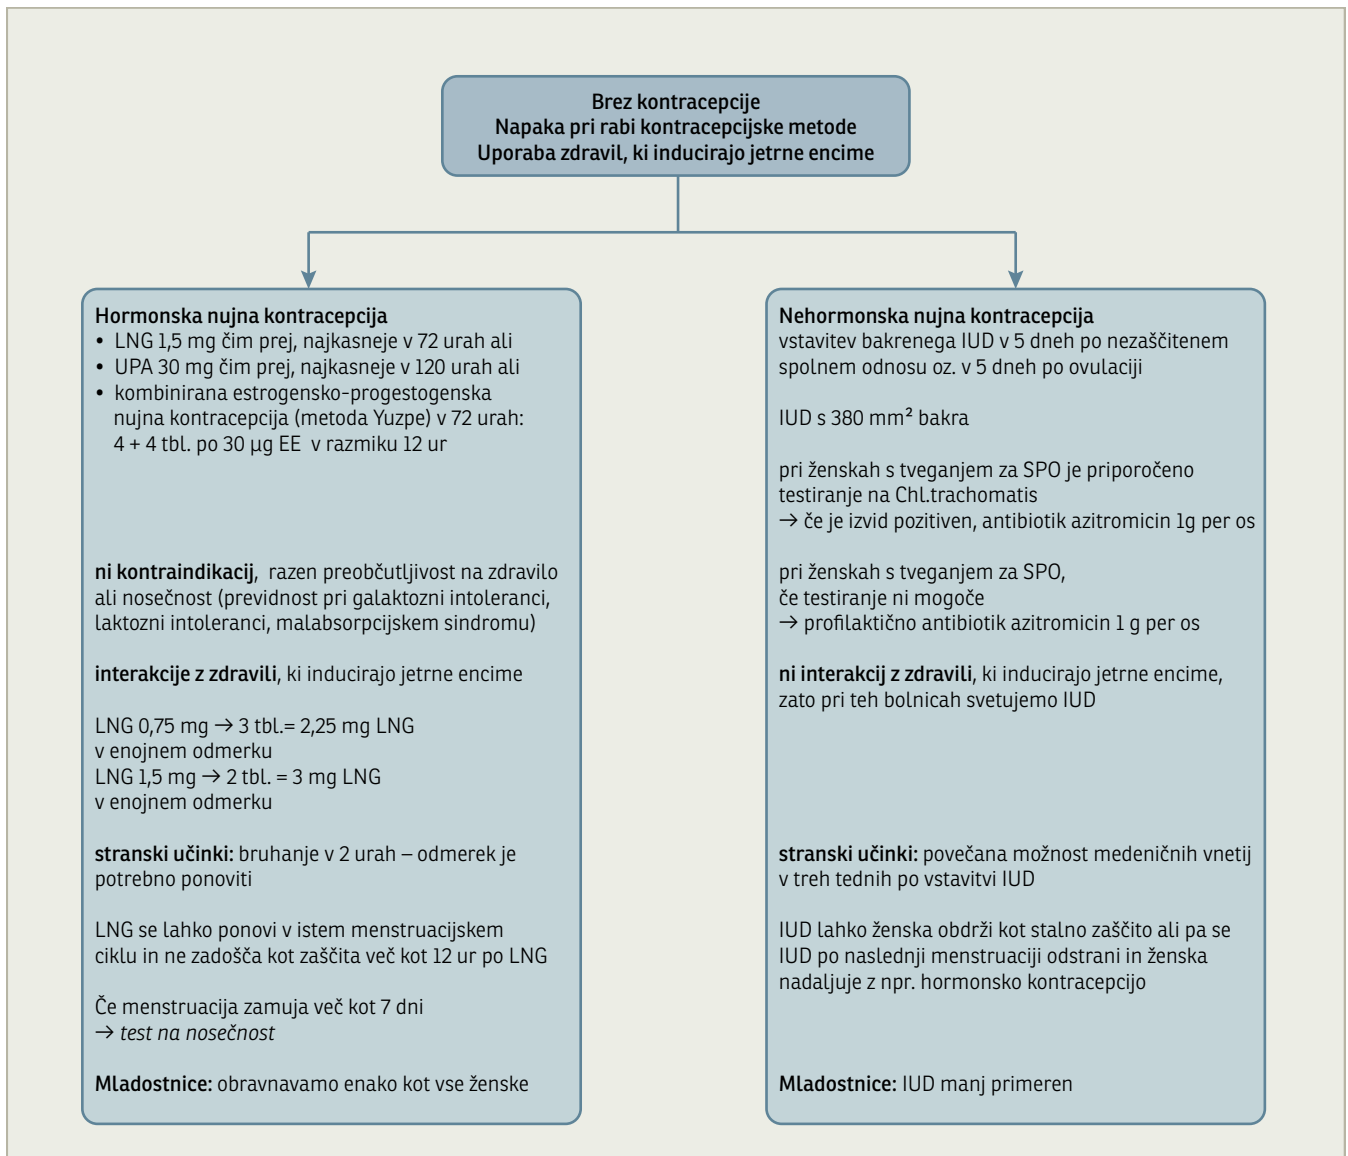 Brez kontracepcije
Napaka pri rabi kontracepcijske metode
Uporaba zdravil, ki inducirajo jetrne encime
Hormonska nujna kontracepcija
• LNG 1,5 mg čim prej, najkasneje v 72 urah ali
• UPA 30 mg čim prej, najkasneje v 120 urah ali
• kombinirana estrogensko-progestogenska
nujna kontracepcija (metoda Yuzpe) v 72 urah:
4 + 4 tbl. po 30 µg EE v razmiku 12 ur
ni kontraindikacij, razen preobčutljivost na zdravilo
ali nosečnost (previdnost pri galaktozni intoleranci,
laktozni intoleranci, malabsorpcijskem sindromu)
interakcije z zdravili, ki inducirajo jetrne encime
LNG 0,75 mg → 3 tbl.= 2,25 mg LNG
v enojnem odmerku
LNG 1,5 mg → 2 tbl. = 3 mg LNG
v enojnem odmerku
stranski učinki: bruhanje v 2 urah – odmerek je
potrebno ponoviti
LNG se lahko ponovi v istem menstruacijskem
ciklu in ne zadošča kot zaščita več kot 12 ur po LNG
Če menstruacija zamuja več kot 7 dni
→ test na nosečnost
Mladostnice: obravnavamo enako kot vse ženske
Nehormonska nujna kontracepcija
vstavitev bakrenega IUD v 5 dneh po nezaščitenem
spolnem odnosu oz. v 5 dneh po ovulaciji
IUD s 380 mm² bakra
pri ženskah s tveganjem za SPO je priporočeno
testiranje na Chl.trachomatis
→ če je izvid pozitiven, antibiotik azitromicin 1g per os
pri ženskah s tveganjem za SPO,
če testiranje ni mogoče
→ profilaktično antibiotik azitromicin 1 g per os
ni interakcij z zdravili, ki inducirajo jetrne encime,
zato pri teh bolnicah svetujemo IUD
stranski učinki: povečana možnost medeničnih vnetij
v treh tednih po vstavitvi IUD
IUD lahko ženska obdrži kot stalno zaščito ali pa se
IUD po naslednji menstruaciji odstrani in ženska
nadaljuje z npr. hormonsko kontracepcijo
Mladostnice: IUD manj primeren